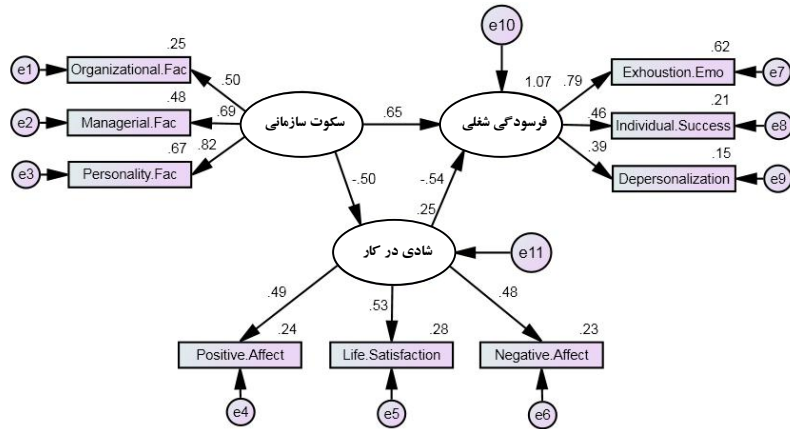 e10
.25
.62
e1
Organizational.Fac
.50
1.07
.79
Exhoustion.Emo
e7
.48
.21
e2
Managerial.Fac
.69
سکوت سازمانی
.65
فرسودگی شغلی
.46
Individual.Success
e8
.67
.82
.39
.15
e3
Personality.Fac
Depersonalization
e9
-.50
-.54
.25
شادی در کار
e11
.49
.53
.48
.24
.28
.23
Positive.Affect
Life.Satisfaction
Negative.Affect
e4
e5
e6